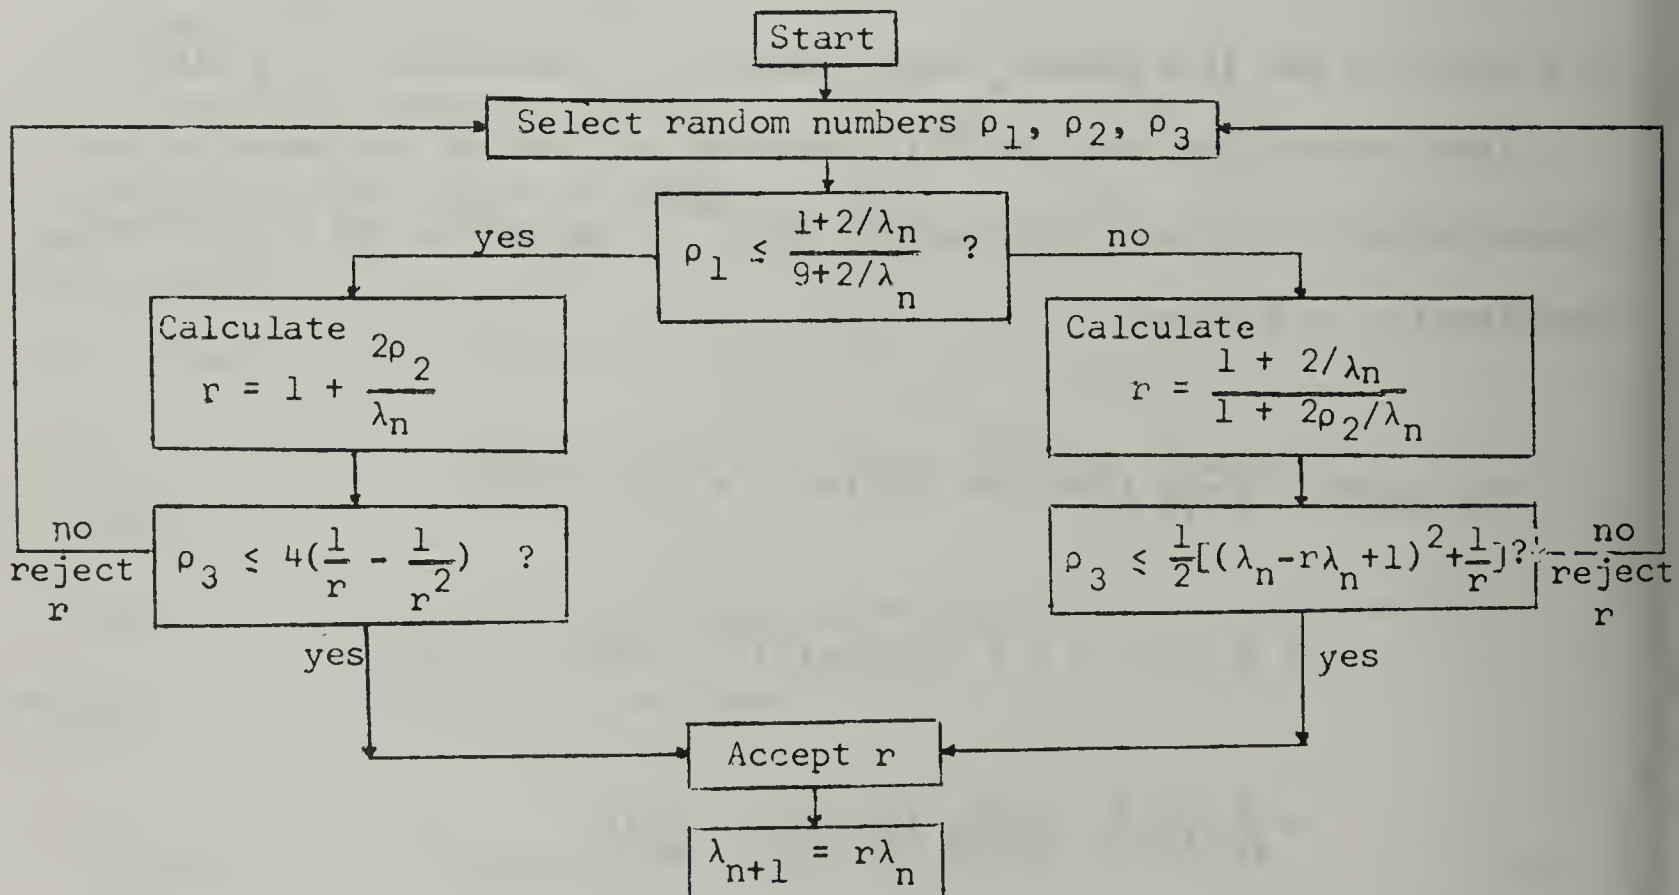 Start
Select random numbers ρ₁, ρ₂, ρ₃
yes
ρ₁ ≤ (1+2/λₙ)/(9+2/λₙ) ?
no
Calculate
r = 1 + 2ρ₂/λₙ
Calculate
r = (1 + 2/λₙ)/(1 + 2ρ₂/λₙ)
no
reject
r
ρ₃ ≤ 4(1/r - 1/r²) ?
ρ₃ ≤ 1/2[(λₙ-rλₙ+1)²+1/r]?
no
reject
r
yes
yes
Accept r
λₙ₊₁ = rλₙ